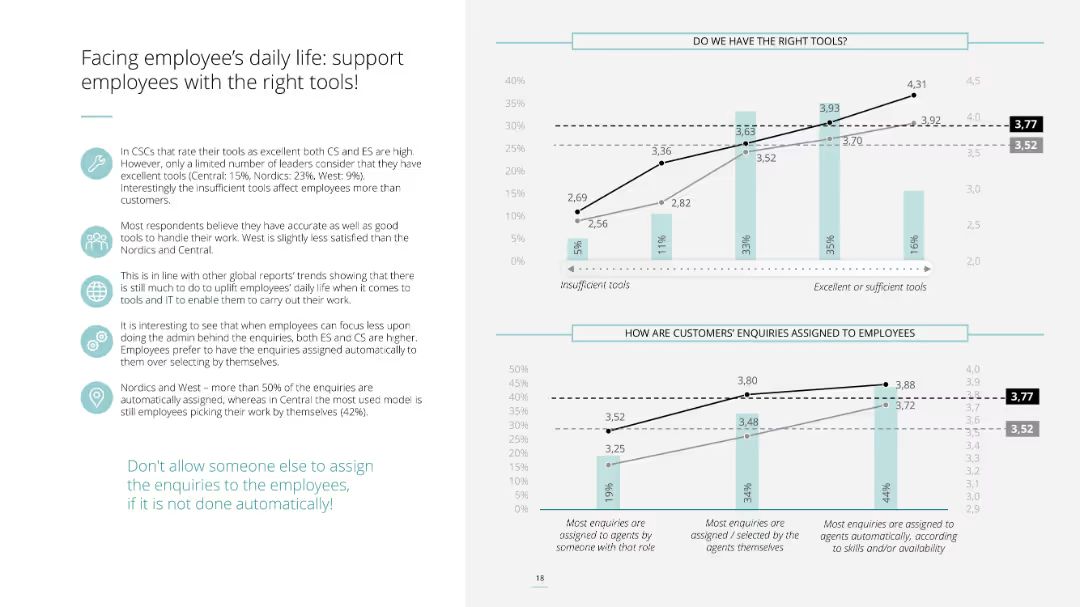 Facing employee's daily life: support
employees with the right tools!
In CSCs that rate their tools as excellent both CS and ES are high.
However, only a limited number of leaders consider that they have
excellent tools (Central: 15%, Nordics: 23%, West: 9%).
Interestingly the insufficient tools affect employees more than
customers.
Most respondents believe they have accurate as well as good
tools to handle their work. West is slightly less satisfied than the
Nordics and Central.
This is in line with other global reports' trends showing that there
is still much to do to uplift employees' daily life when it comes to
tools and IT to enable them to carry out their work.
It is interesting to see that when employees can focus less upon
doing the admin behind the enquiries, both ES and CS are higher.
Employees prefer to have the enquiries assigned automatically to
them over selecting by themselves.
Nordics and West – more than 50% of the enquiries are
automatically assigned, whereas in Central the most used model is
still employees picking their work by themselves (42%).
Don't allow someone else to assign
the enquiries to the employees,
if it is not done automatically!
DO WE HAVE THE RIGHT TOOLS?
40%
35%
30%
25%
20%
15%
10%
5%
0%
2,69
3,36
3,63
3,93
4,31
2,56
2,82
3,52
3,70
3,92
5%
11%
33%
35%
16%
4,5
4,0
3,5
3,0
2,5
2,0
3,77
3,52
Insufficient tools
Excellent or sufficient tools
HOW ARE CUSTOMERS' ENQUIRIES ASSIGNED TO EMPLOYEES
50%
45%
40%
35%
30%
25%
20%
15%
10%
5%
0%
3,52
3,80
3,88
3,25
3,48
3,72
19%
34%
44%
4,0
3,9
3,8
3,7
3,6
3,5
3,4
3,3
3,2
3,1
3,0
2,9
3,77
3,52
Most enquiries are
assigned to agents by
someone with that role
Most enquiries are
assigned / selected by the
agents themselves
Most enquiries are assigned to
agents automatically, according
to skills and/or availability
18